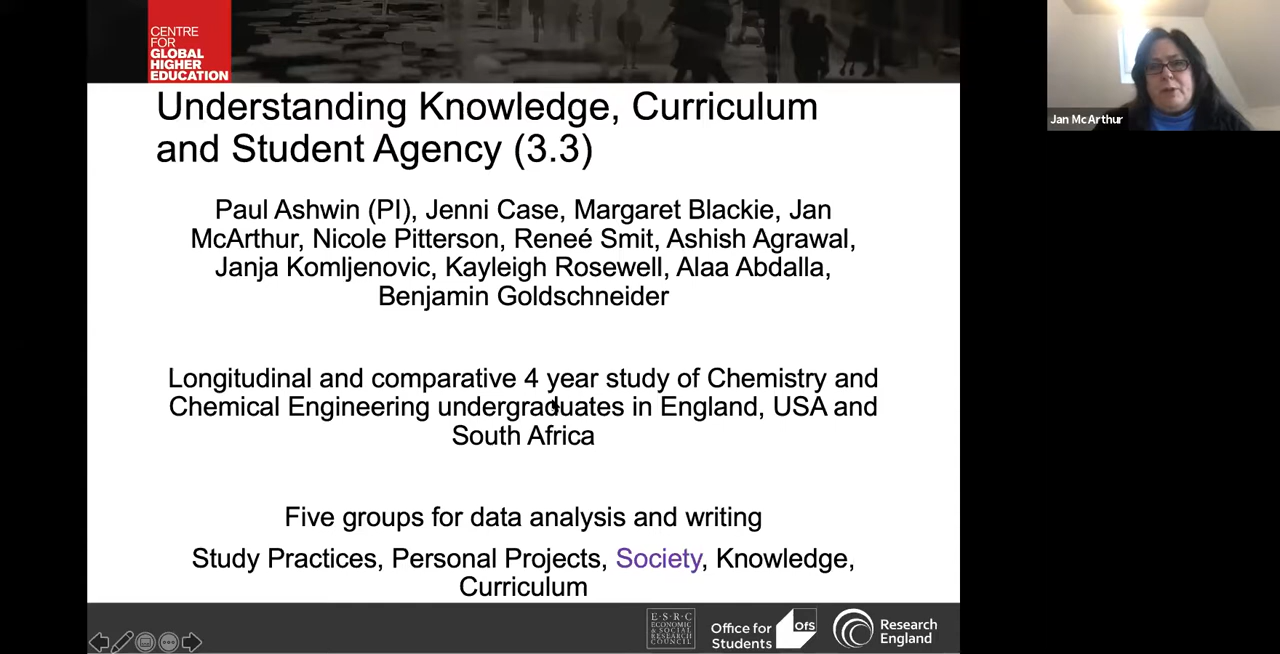 CENTRE
FOR
GLOBAL
HIGHER
EDUCATION
Jan McArthur
Understanding Knowledge, Curriculum
and Student Agency (3.3)
Paul Ashwin (PI), Jenni Case, Margaret Blackie, Jan
McArthur, Nicole Pitterson, Reneé Smit, Ashish Agrawal,
Janja Komljenovic, Kayleigh Rosewell, Alaa Abdalla,
Benjamin Goldschneider
Longitudinal and comparative 4 year study of Chemistry and
Chemical Engineering undergraduates in England, USA and
South Africa
Five groups for data analysis and writing
Study Practices, Personal Projects, Society, Knowledge,
Curriculum
E·S·R·C
ECONOMIC
& SOCIAL
RESEARCH
COUNCIL
Office for
Students
OfS
Research
England